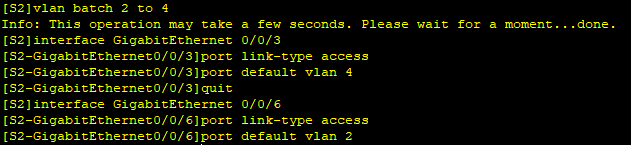 [S2]vlan batch 2 to 4
Info: This operation may take a few seconds. Please wait for a moment...done.
[S2]interface GigabitEthernet 0/0/3
[S2-GigabitEthernet0/0/3]port link-type access
[S2-GigabitEthernet0/0/3]port default vlan 4
[S2-GigabitEthernet0/0/3]quit
[S2]interface GigabitEthernet 0/0/6
[S2-GigabitEthernet0/0/6]port link-type access
[S2-GigabitEthernet0/0/6]port default vlan 2